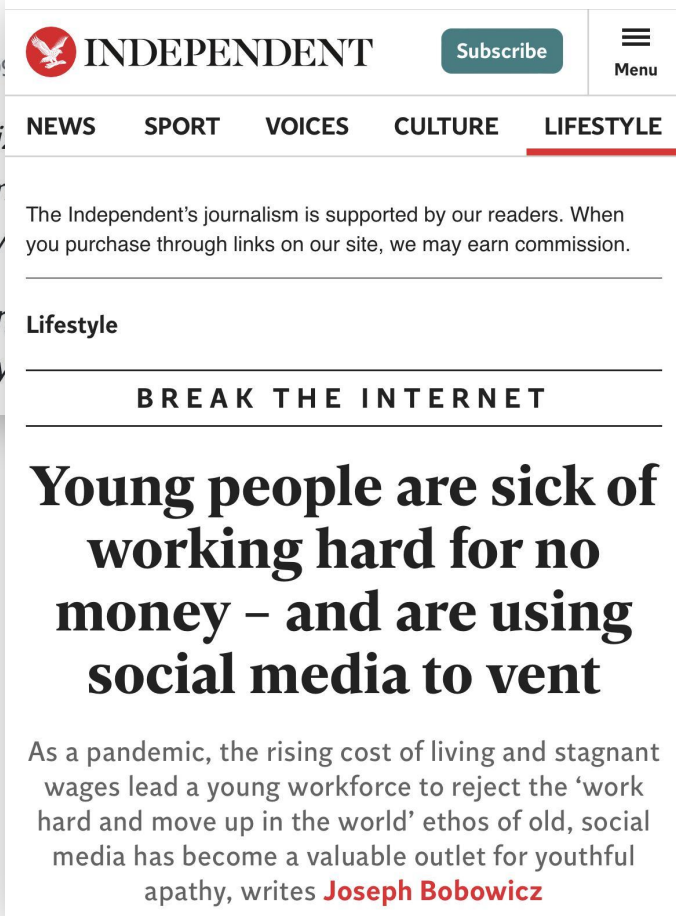 INDEPENDENT
Subscribe
Menu
NEWS SPORT VOICES CULTURE LIFESTYLE
The Independent’s journalism is supported by our readers. When
you purchase through links on our site, we may earn commission.
Lifestyle
BREAK THE INTERNET
Young people are sick of
working hard for no
money – and are using
social media to vent
As a pandemic, the rising cost of living and stagnant
wages lead a young workforce to reject the ‘work
hard and move up in the world’ ethos of old, social
media has become a valuable outlet for youthful
apathy, writes Joseph Bobowicz